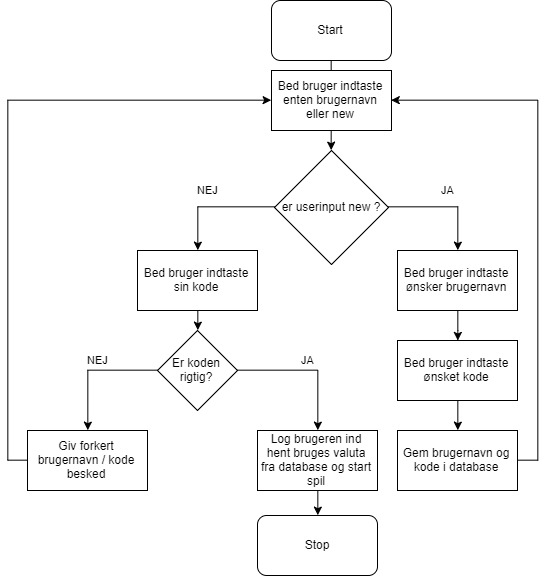 Start
Bed bruger indtaste
enten brugernavn
eller new
er userinput new ?
NEJ
JA
Bed bruger indtaste
sin kode
Bed bruger indtaste
ønsker brugernavn
Er koden
rigtig?
NEJ
JA
Bed bruger indtaste
ønsket kode
Giv forkert
brugernavn / kode
besked
Log brugeren ind
hent bruges valuta
fra database og start
spil
Gem brugernavn og
kode i database
Stop